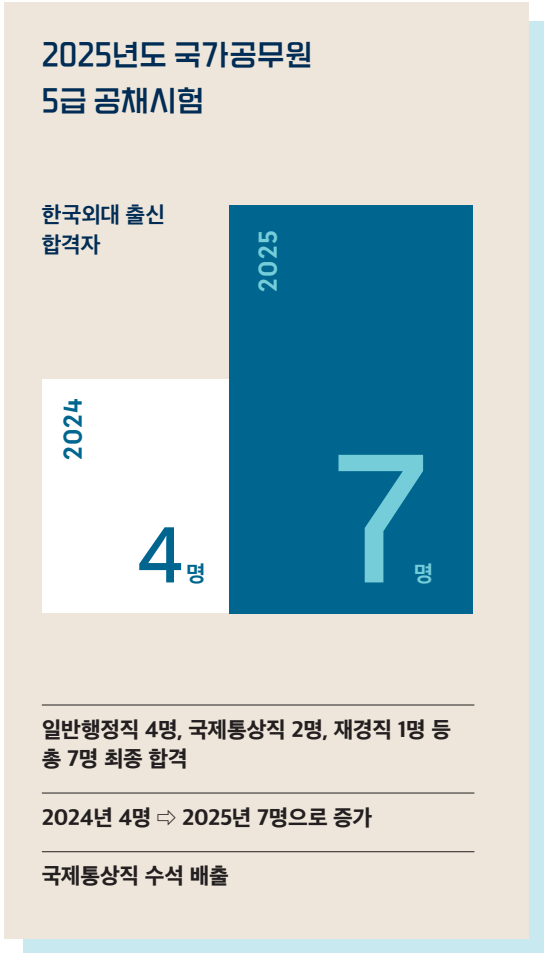 2025년도 국가공무원
5급 공채시험
한국외대 출신
합격자
2024
4명
2025
7명
일반행정직 4명, 국제통상직 2명, 재경직 1명 등
총 7명 최종 합격
2024년 4명 ⇨ 2025년 7명으로 증가
국제통상직 수석 배출